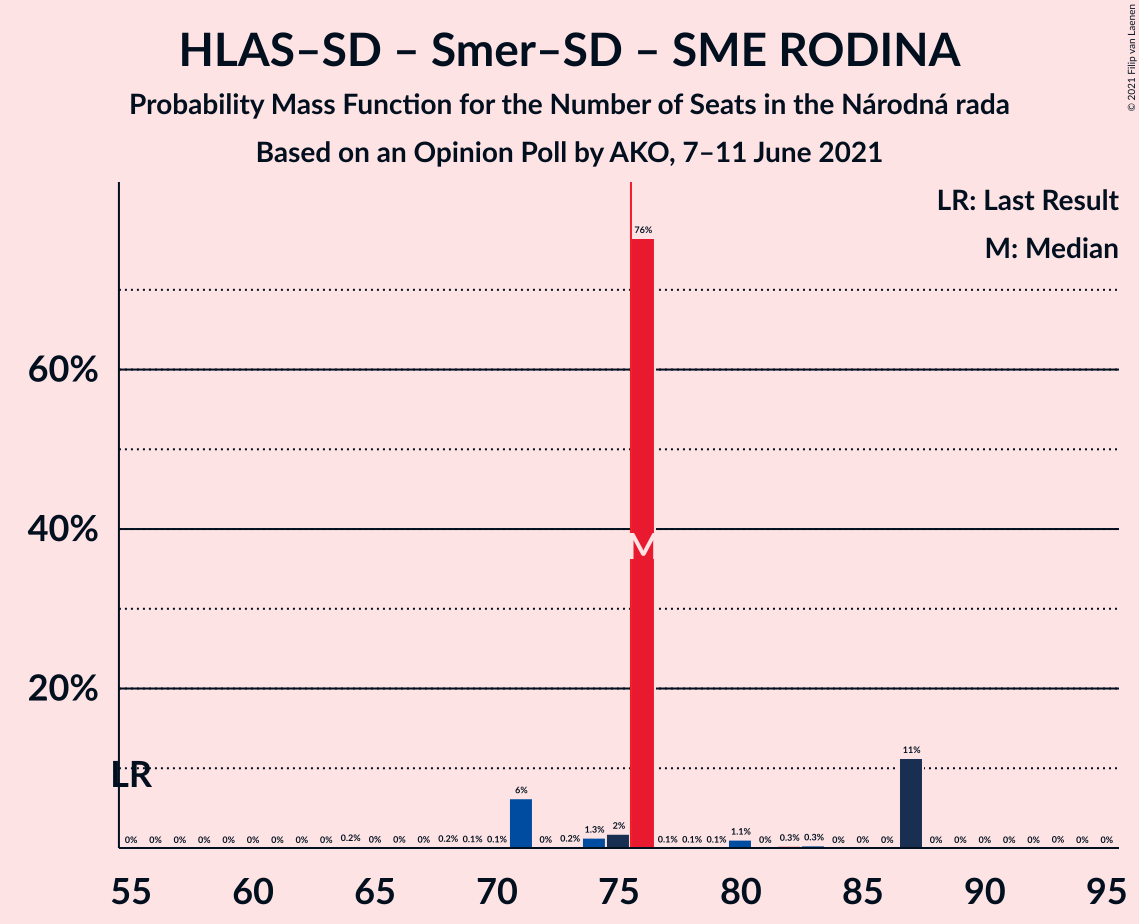 © 2021 Filip van Laenen
HLAS–SD – Smer–SD – SME RODINA
Probability Mass Function for the Number of Seats in the Národná rada
Based on an Opinion Poll by AKO, 7–11 June 2021
LR: Last Result
M: Median
76%
60%
M
40%
20%
LR
11%
6%
0% 0% 0% 0% 0% 0% 0% 0% 0% 0.2% 0% 0% 0% 0.2% 0.1% 0.1% 0% 0.2% 1.3% 2% 0.1% 0.1% 0.1% 1.1% 0% 0.3% 0.3% 0% 0% 0% 0% 0% 0% 0% 0% 0% 0% 0%
55 60 65 70 75 80 85 90 95